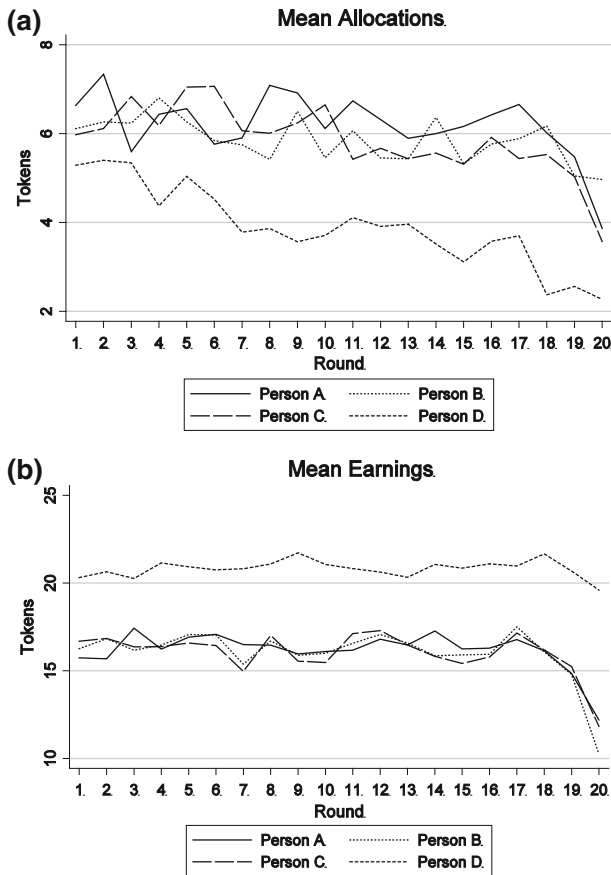 (a)
Mean Allocations.
8
6
4
2
Tokens
1. 2. 3. 4. 5. 6. 7. 8. 9. 10. 11. 12. 13. 14. 15. 16. 17. 18. 19. 20.
Round.
Person A. Person B.
Person C. Person D.
(b)
Mean Earnings.
25
20
15
10
Tokens
1. 2. 3. 4. 5. 6. 7. 8. 9. 10. 11. 12. 13. 14. 15. 16. 17. 18. 19. 20.
Round.
Person A. Person B.
Person C. Person D.